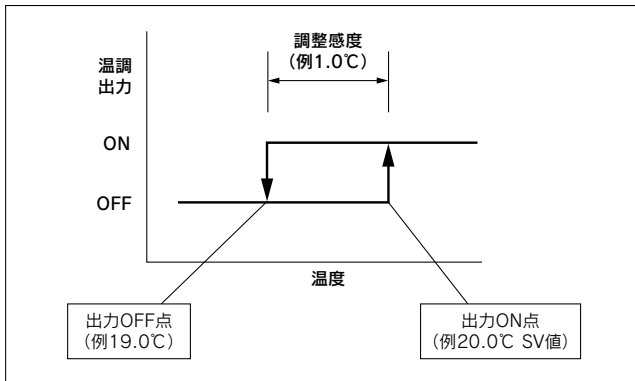 調整感度
（例1.0℃）
温調
出力
ON
OFF
温度
出力OFF点
（例19.0℃）
出力ON点
（例20.0℃ SV値）